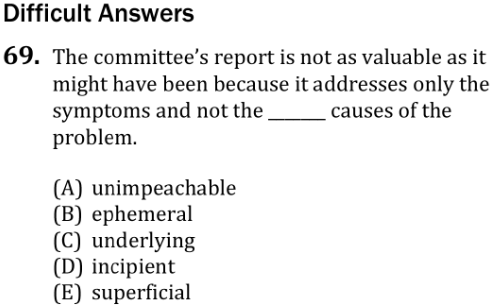 Difficult Answers
69. The committee's report is not as valuable as it
might have been because it addresses only the
symptoms and not the ______ causes of the
problem.
(A) unimpeachable
(B) ephemeral
(C) underlying
(D) incipient
(E) superficial